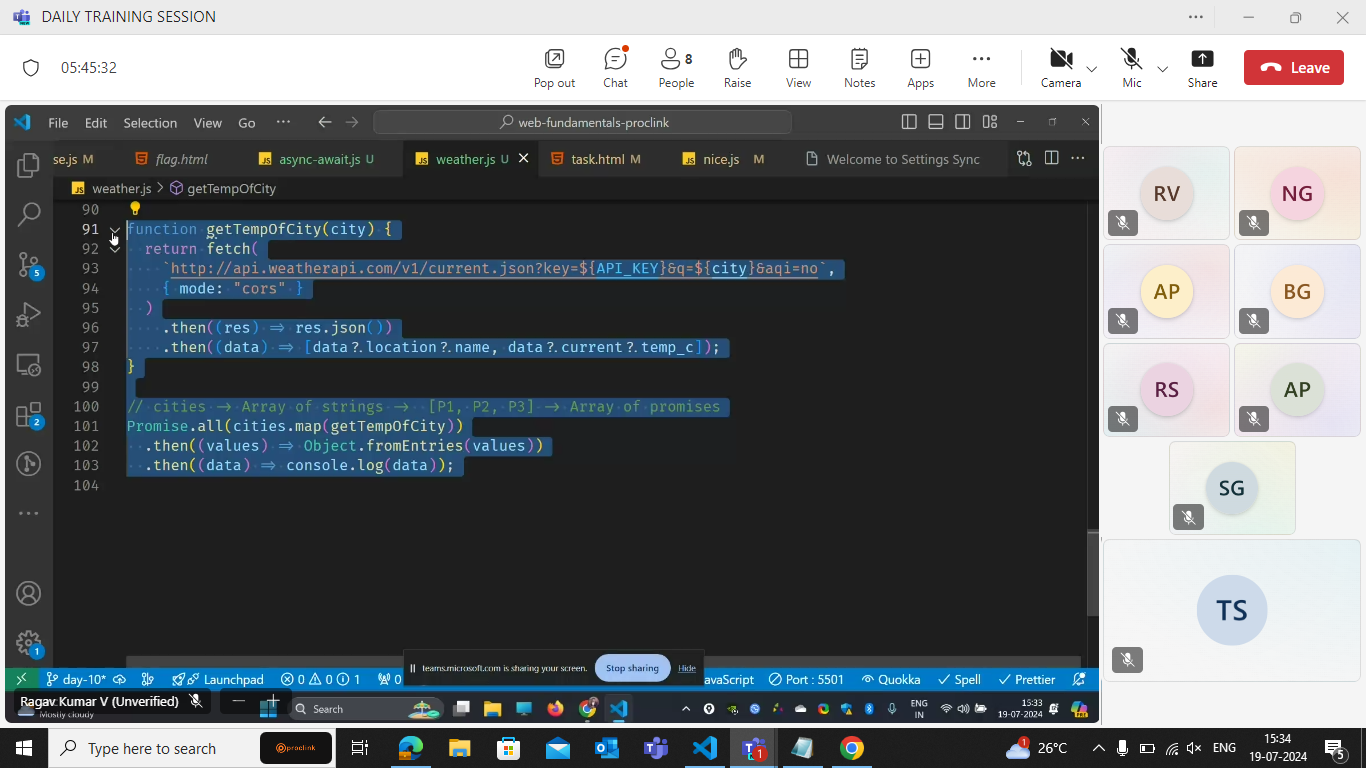 DAILY TRAINING SESSION
05:45:32
Pop out
Chat
8
People
Raise
View
Notes
Apps
More
Camera
Mic
Share
Leave
File Edit Selection View Go
web-fundamentals-proclink
se.js M
flag.html
JS async-await.js U
JS weather.js U
task.html M
JS nice.js M
Welcome to Settings Sync
JS weather.js > getTempOfCity
90
91 function getTempOfCity(city) {
92 return fetch(
93 `http://api.weatherapi.com/v1/current.json?key=${API_KEY}&q=${city}&aqi=no`,
94 { mode: "cors" }
95 )
96 .then((res) ⇒ res.json())
97 .then((data) ⇒ [data?.location?.name, data?.current?.temp_c]);
98 }
99
100 // cities → Array of strings → [P1, P2, P3] → Array of promises
101 Promise.all(cities.map(getTempOfCity))
102 .then((values) ⇒ Object.fromEntries(values))
103 .then((data) ⇒ console.log(data));
104
5
2
1
RV
NG
AP
BG
RS
AP
SG
TS
teams.microsoft.com is sharing your screen.
Stop sharing
Hide
day-10*
Launchpad
0 0 1
0
avaScript
Port : 5501
Quokka
Spell
Prettier
Ragav Kumar V (Unverified)
Mostly cloudy
Search
ENG
IN
15:33
19-07-2024
Type here to search
proclink
1
1
26°C
ENG
15:34
19-07-2024
5